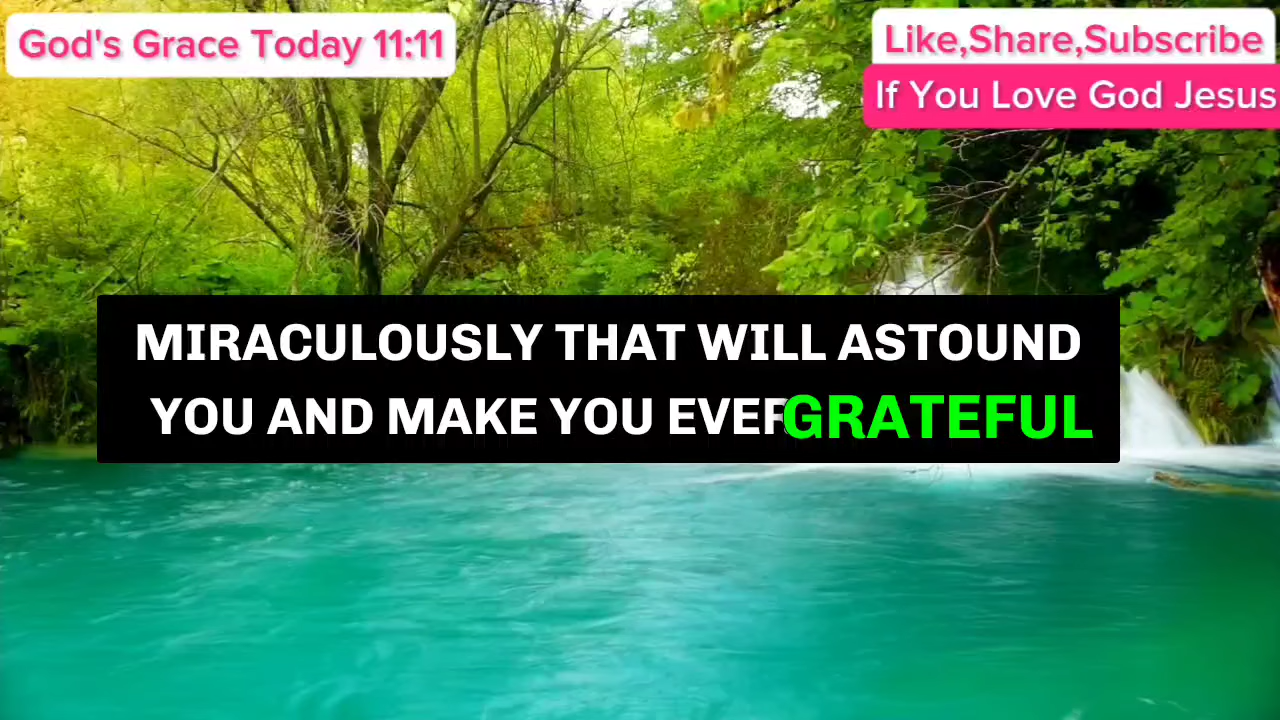 God's Grace Today 11:11
Like,Share,Subscribe
If You Love God Jesus
MIRACULOUSLY THAT WILL ASTOUND
YOU AND MAKE YOU EVER GRATEFUL